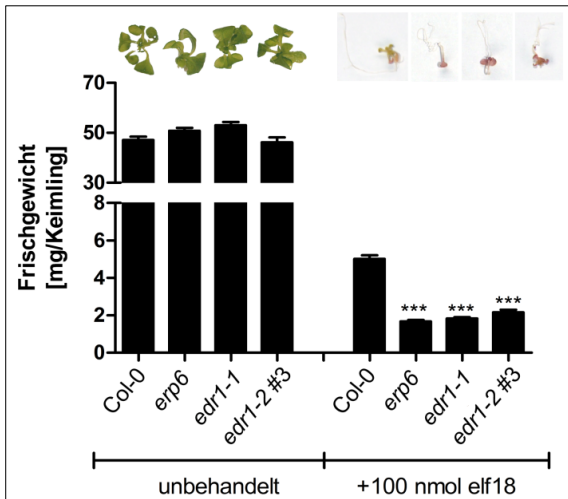 Frischgewicht
[mg/Keimling]
70
50
30
8
6
4
2
0
***
***
***
Col-0
erp6
edr1-1
edr1-2 #3
Col-0
erp6
edr1-1
edr1-2 #3
unbehandelt
+100 nmol elf18